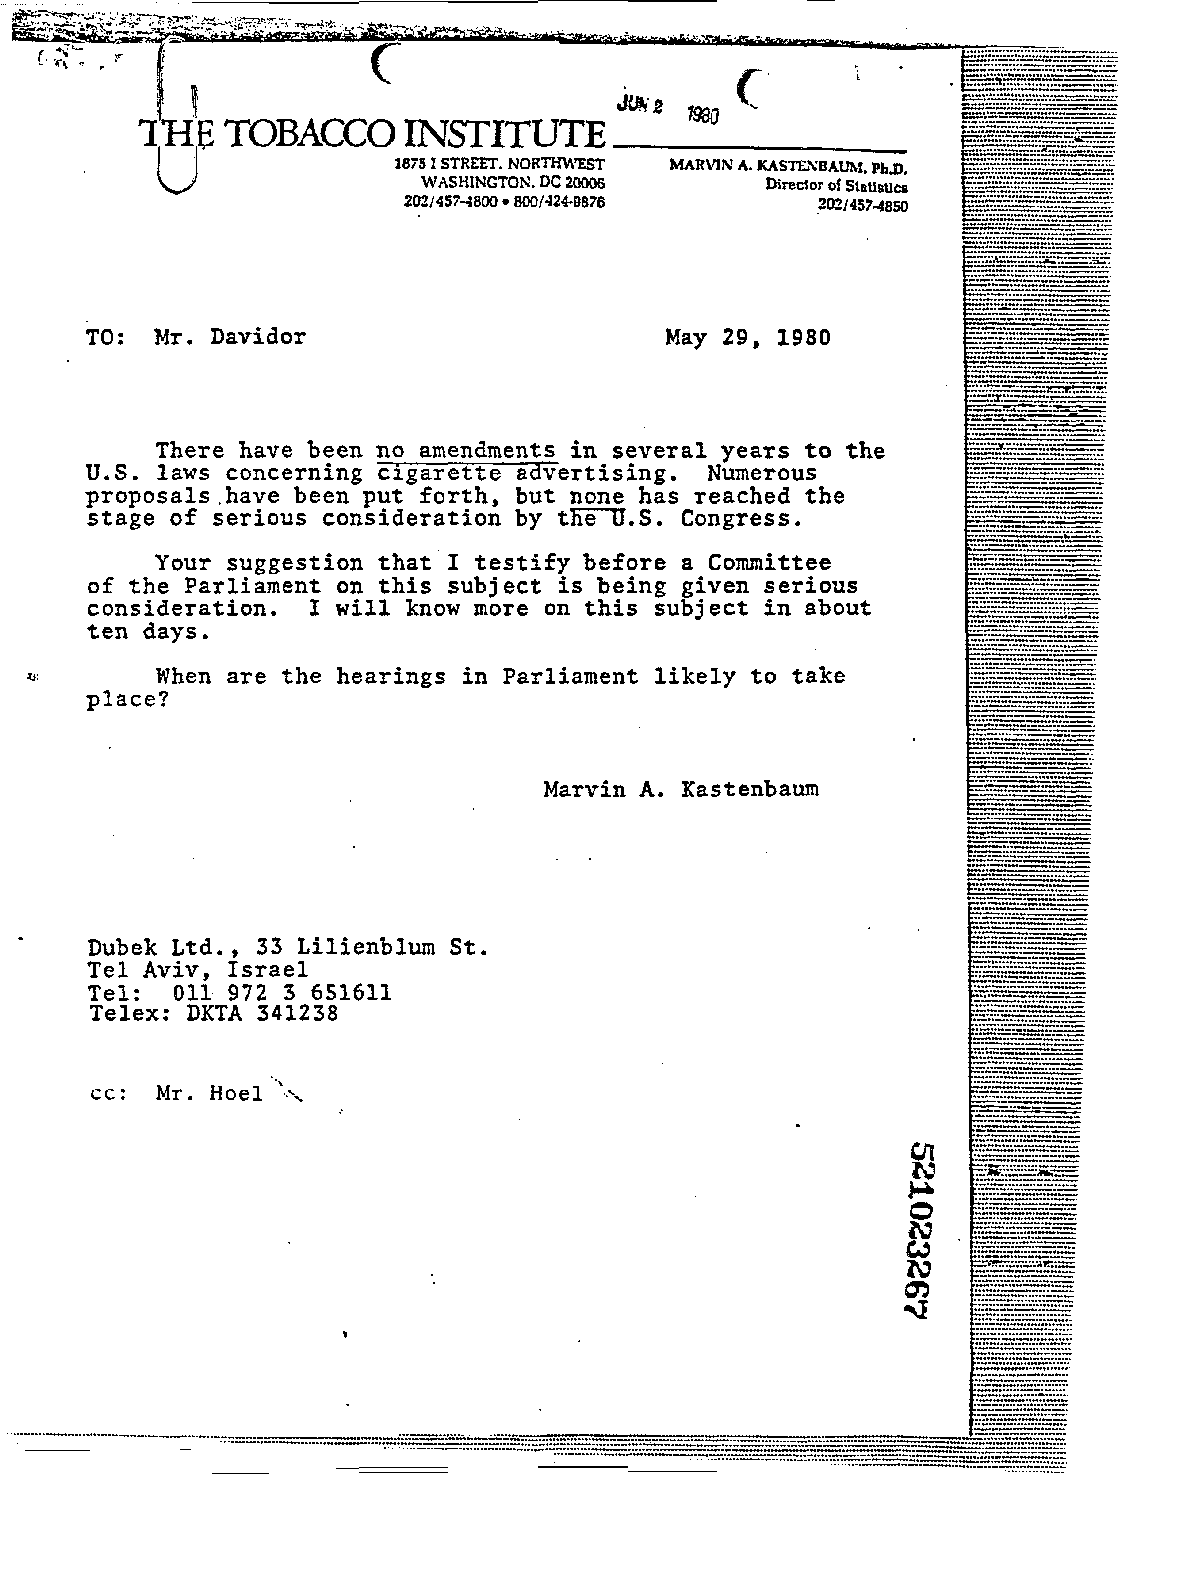 JUN 2 1980
THE TOBACCO INSTITUTE
1875 I STREET, NORTHWEST
WASHINGTON, DC 20006
202/457-4800 • 800/424-9876
MARVIN A. KASTENBAUM, Ph.D.
Director of Statistics
202/457-4850
TO: Mr. Davidor
May 29, 1980
There have been no amendments in several years to the
U.S. laws concerning cigarette advertising. Numerous
proposals have been put forth, but none has reached the
stage of serious consideration by the U.S. Congress.
Your suggestion that I testify before a Committee
of the Parliament on this subject is being given serious
consideration. I will know more on this subject in about
ten days.
When are the hearings in Parliament likely to take
place?
Marvin A. Kastenbaum
Dubek Ltd., 33 Lilienblum St.
Tel Aviv, Israel
Tel: 011 972 3 651611
Telex: DKTA 341238
cc: Mr. Hoel
521023267